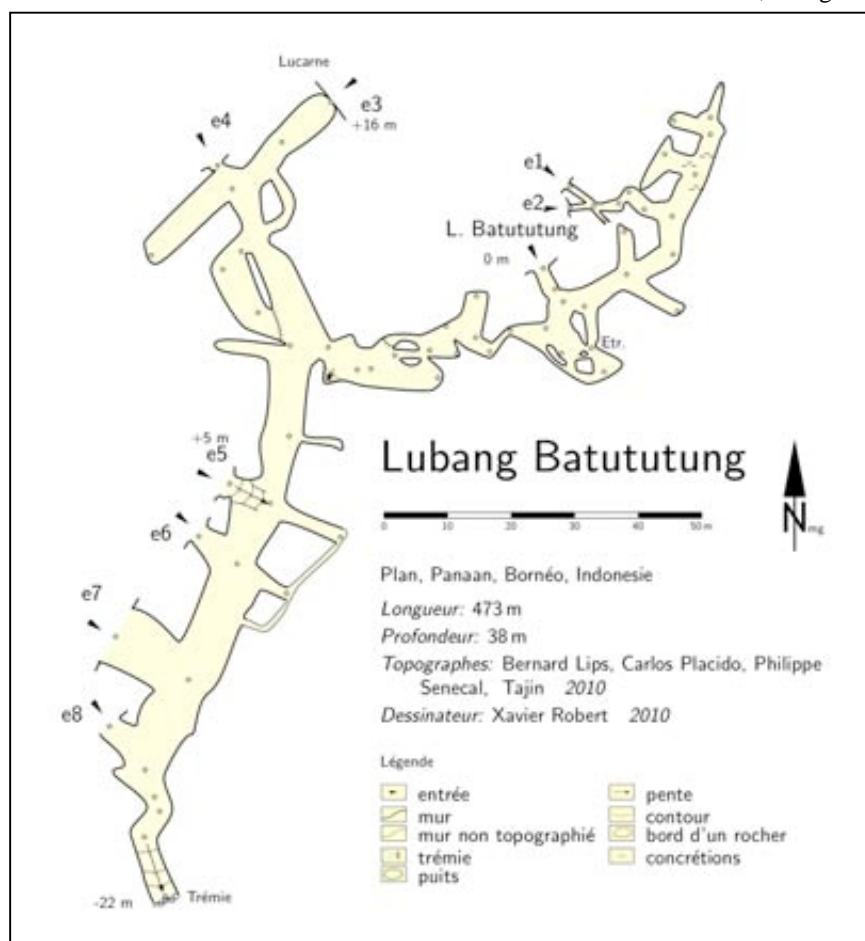 Lucarne
e3
+16 m
e4
e1
e2
L. Batututung
0 m
Etr.
+5 m
e5
e6
e7
e8
-22 m
Trémie
Lubang Batututung
0 10 20 30 40 50 m
N mg
Plan, Panaan, Bornéo, Indonesie
Longueur: 473 m
Profondeur: 38 m
Topographes: Bernard Lips, Carlos Placido, Philippe
Senecal, Tajin 2010
Dessinateur: Xavier Robert 2010
Légende
entrée
mur
mur non topographié
trémie
puits
pente
contour
bord d'un rocher
concrétions